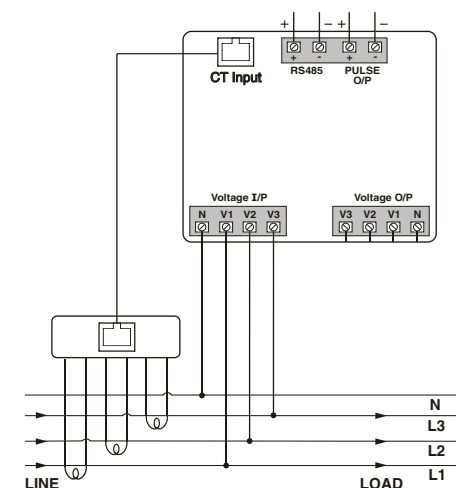 + − + −
CT Input
+ - + -
RS485 PULSE
O/P
Voltage I/P Voltage O/P
N V1 V2 V3 V3 V2 V1 N
N
L3
L2
L1
LINE LOAD